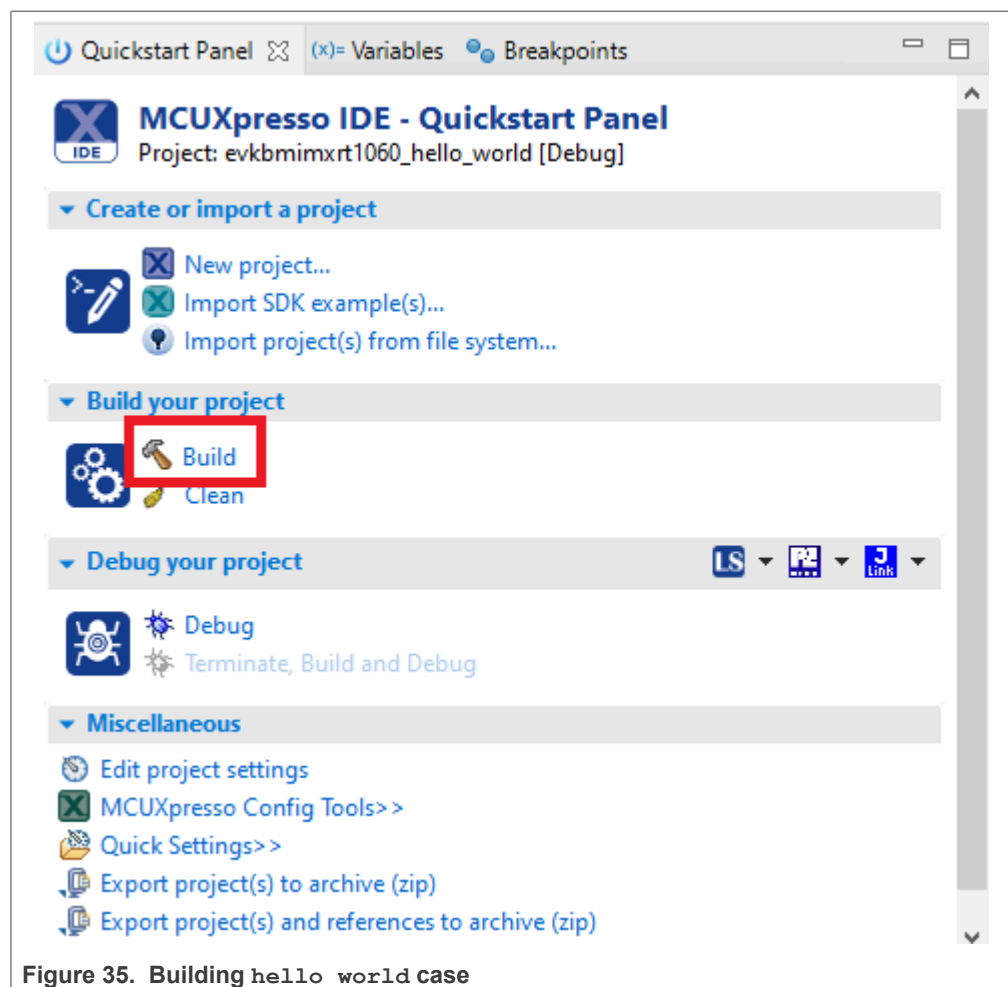 Quickstart Panel (x)= Variables Breakpoints
MCUXpresso IDE - Quickstart Panel
IDE
Project: evkbmimxrt1060_hello_world [Debug]
Create or import a project
New project...
Import SDK example(s)...
Import project(s) from file system...
Build your project
Build
Clean
Debug your project
LS
J Link
Debug
Terminate, Build and Debug
Miscellaneous
Edit project settings
MCUXpresso Config Tools>>
Quick Settings>>
Export project(s) to archive (zip)
Export project(s) and references to archive (zip)
Figure 35. Building hello world case